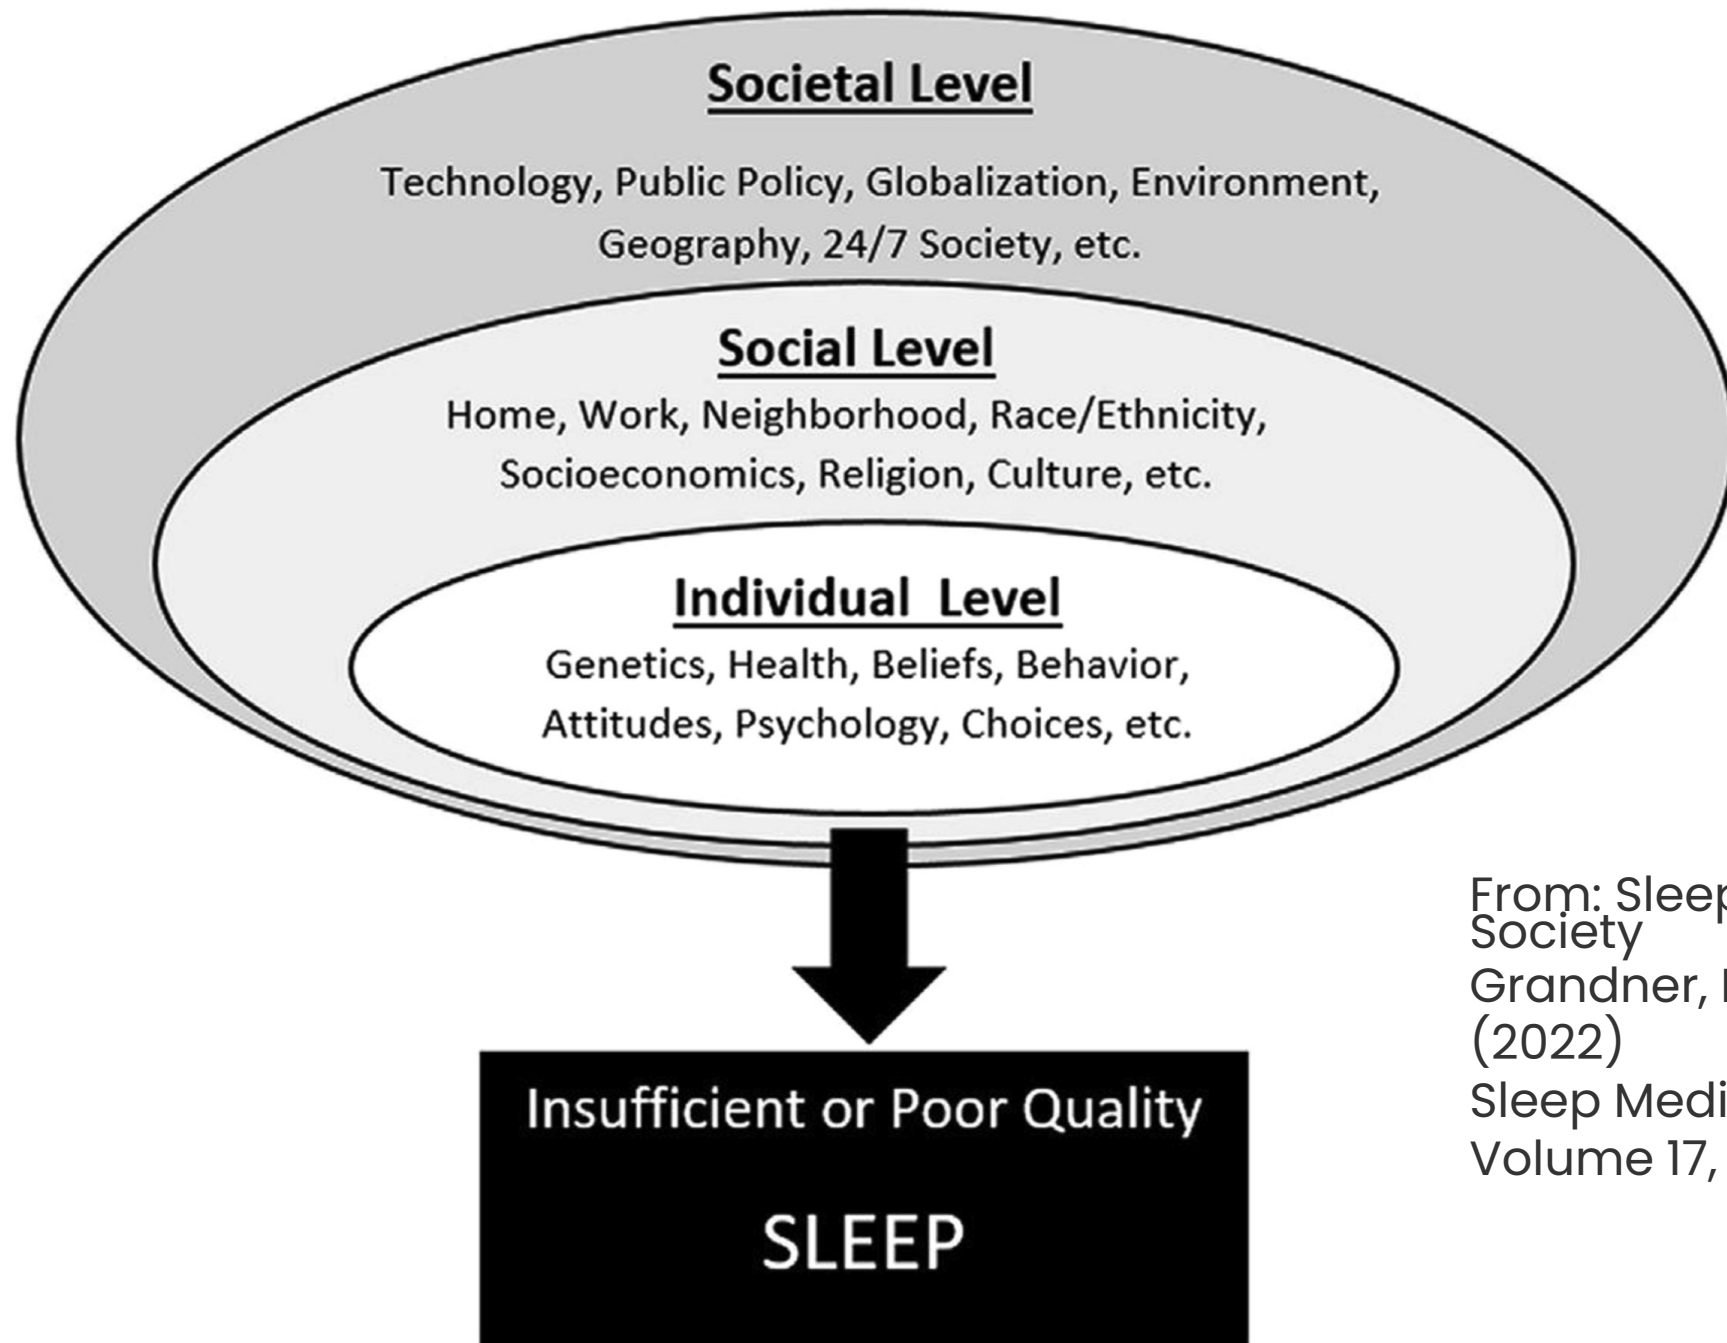 Societal Level
Technology, Public Policy, Globalization, Environment,
Geography, 24/7 Society, etc.
Social Level
Home, Work, Neighborhood, Race/Ethnicity,
Socioeconomics, Religion, Culture, etc.
Individual Level
Genetics, Health, Beliefs, Behavior,
Attitudes, Psychology, Choices, etc.
Insufficient or Poor Quality
SLEEP
From: Sleep
Society
Grandner,
(2022)
Sleep
Volume 17,